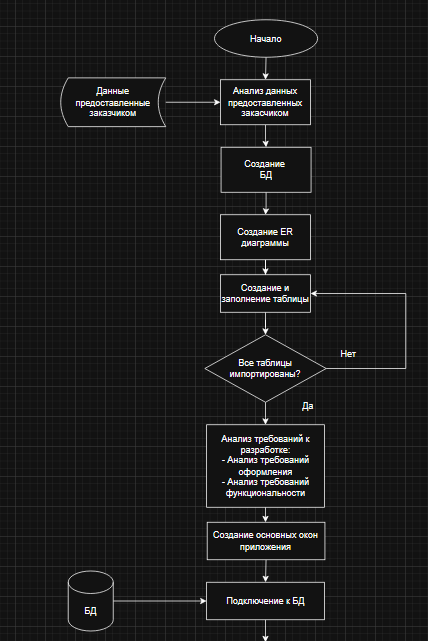 Начало
Данные
предоставленные
заказчиком
Анализ данных
предоставленных
закасчиком
Создание
БД
Создание ER
диаграммы
Создание и
заполнение таблицы
Все таблицы
импортированы?
Нет
Да
Анализ требований к
разработке:
- Анализ требований
оформления
- Анализ требований
функциональности
Создание основных окон
приложения
БД
Подключение к БД